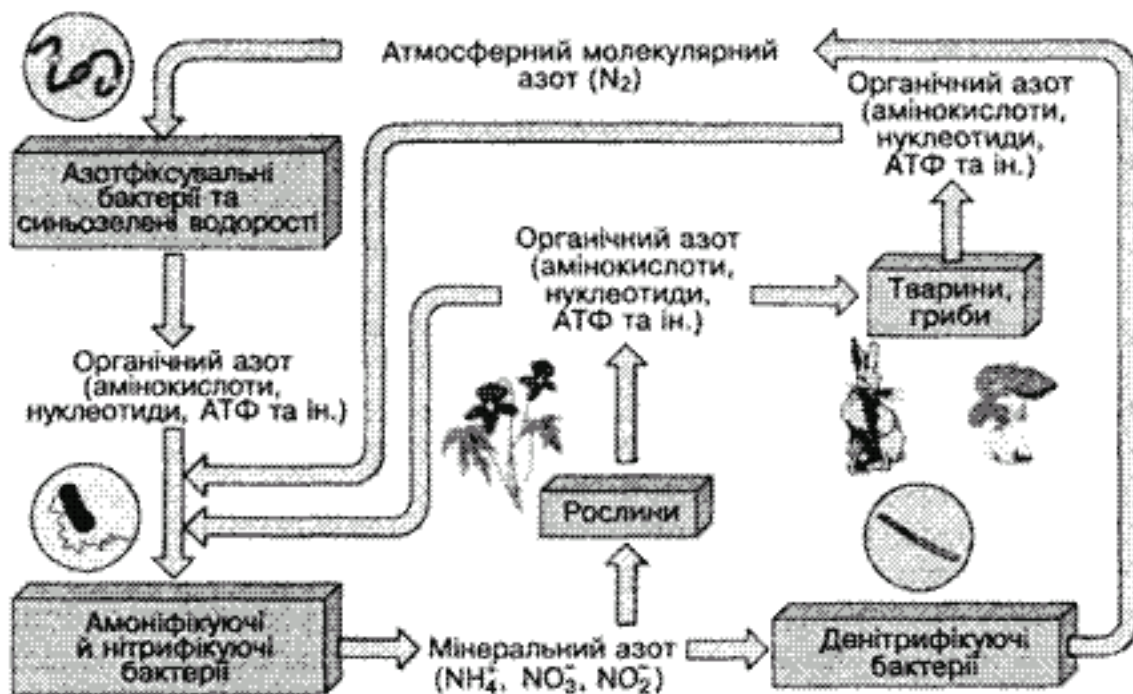 Атмосферний молекулярний
азот (N₂)
Органічний азот
(амінокислоти,
нуклеотиди,
АТФ та ін.)
Азотфіксувальні
бактерії та
синьозелені водорості
Органічний азот
(амінокислоти,
нуклеотиди,
АТФ та ін.)
Тварини,
гриби
Органічний азот
(амінокислоти,
нуклеотиди, АТФ та ін.)
Рослини
Амоніфікуючі
й нітрифікуючі
бактерії
Мінеральний азот
(NH₄⁺, NO₃⁻, NO₂⁻)
Денітрифікуючі
бактерії